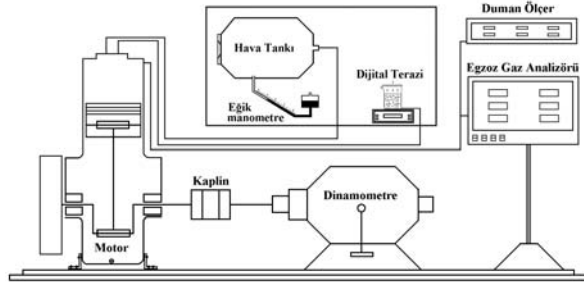 Duman Ölçer
Hava Tankı
Dijital Terazi
Egzoz Gaz Analizörü
Eğik
manometre
Kaplin
Dinamometre
Motor